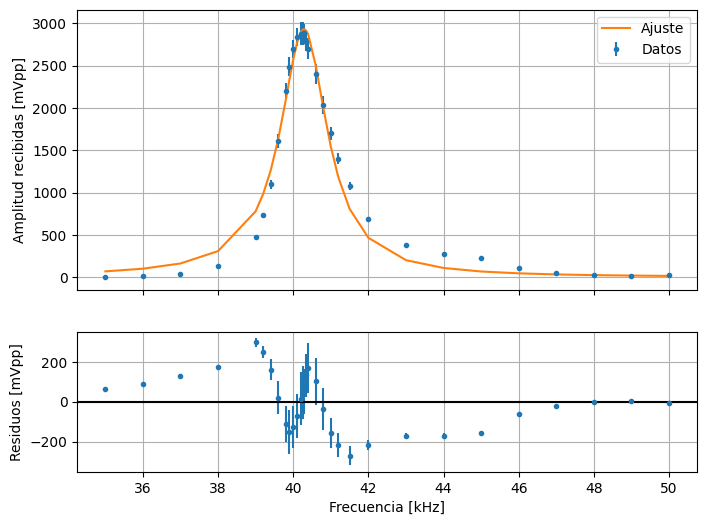 Amplitud recibidas [mVpp]
3000
2500
2000
1500
1000
500
0
Ajuste
Datos
Residuos [mVpp]
200
0
−200
36 38 40 42 44 46 48 50
Frecuencia [kHz]